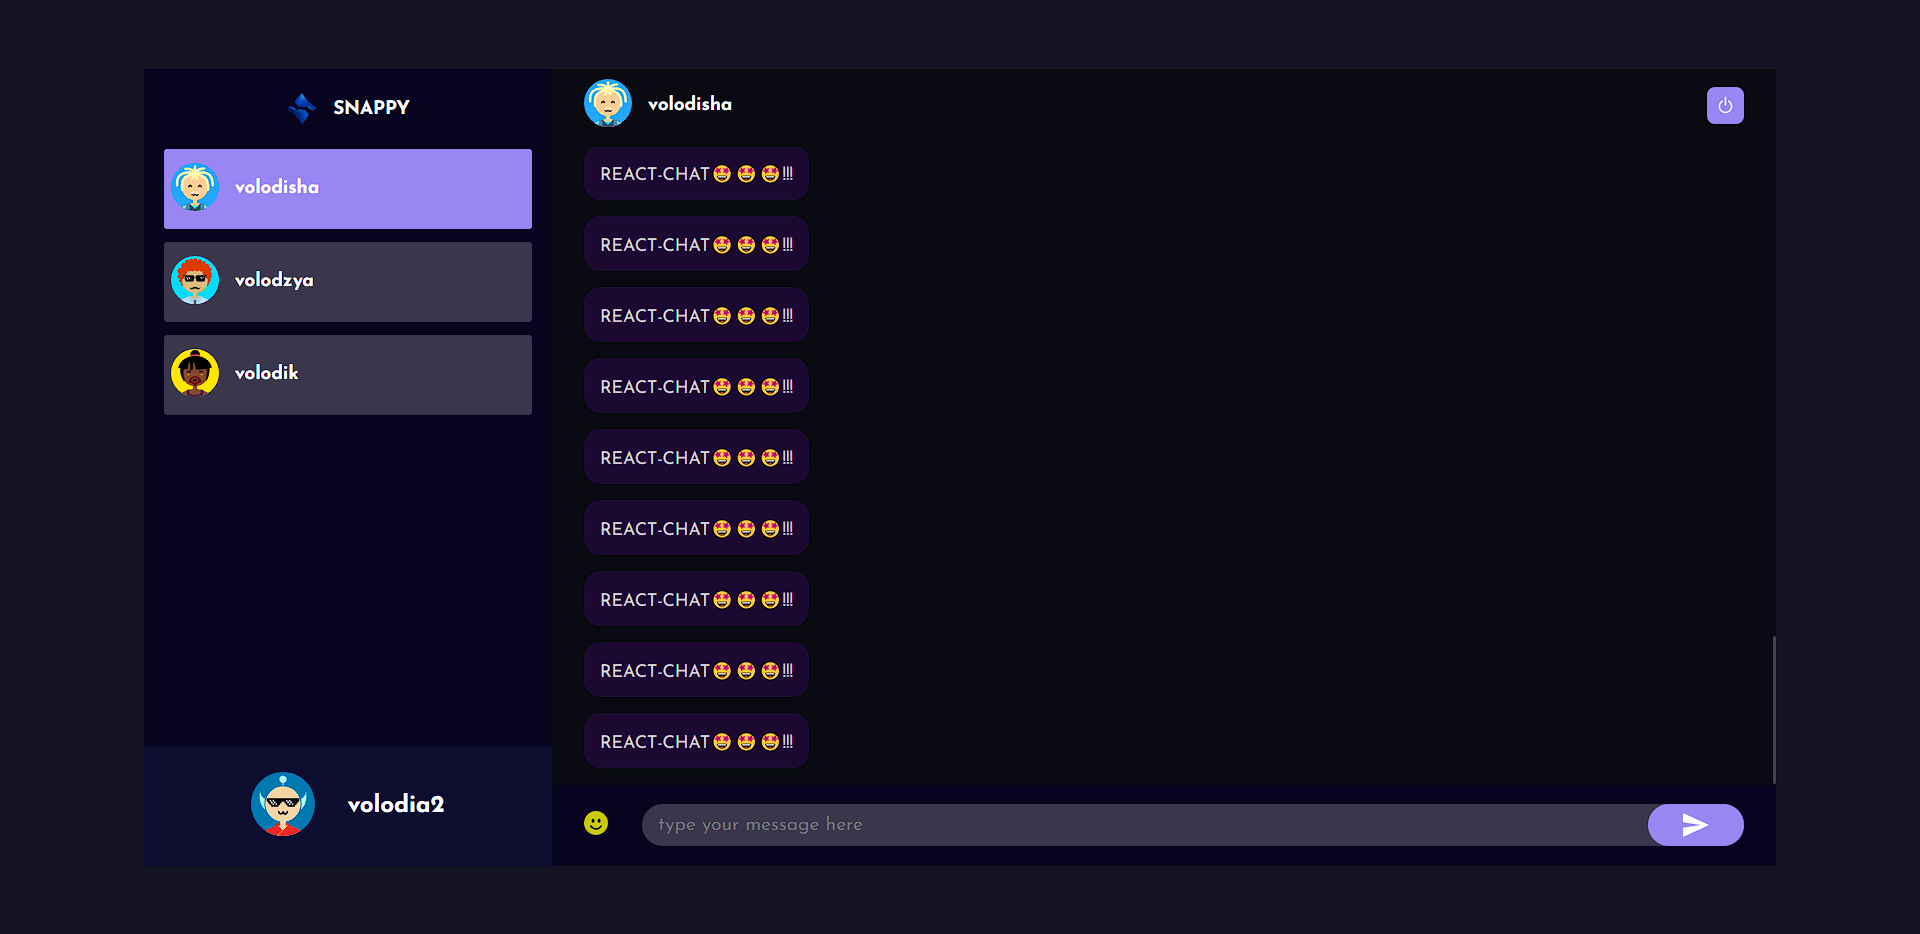 SNAPPY
volodisha
volodzya
volodik
volodia2
volodisha
REACT-CHAT🤩 🤩 🤩!!!
REACT-CHAT🤩 🤩 🤩!!!
REACT-CHAT🤩 🤩 🤩!!!
REACT-CHAT🤩 🤩 🤩!!!
REACT-CHAT🤩 🤩 🤩!!!
REACT-CHAT🤩 🤩 🤩!!!
REACT-CHAT🤩 🤩 🤩!!!
REACT-CHAT🤩 🤩 🤩!!!
REACT-CHAT🤩 🤩 🤩!!!
type your message here